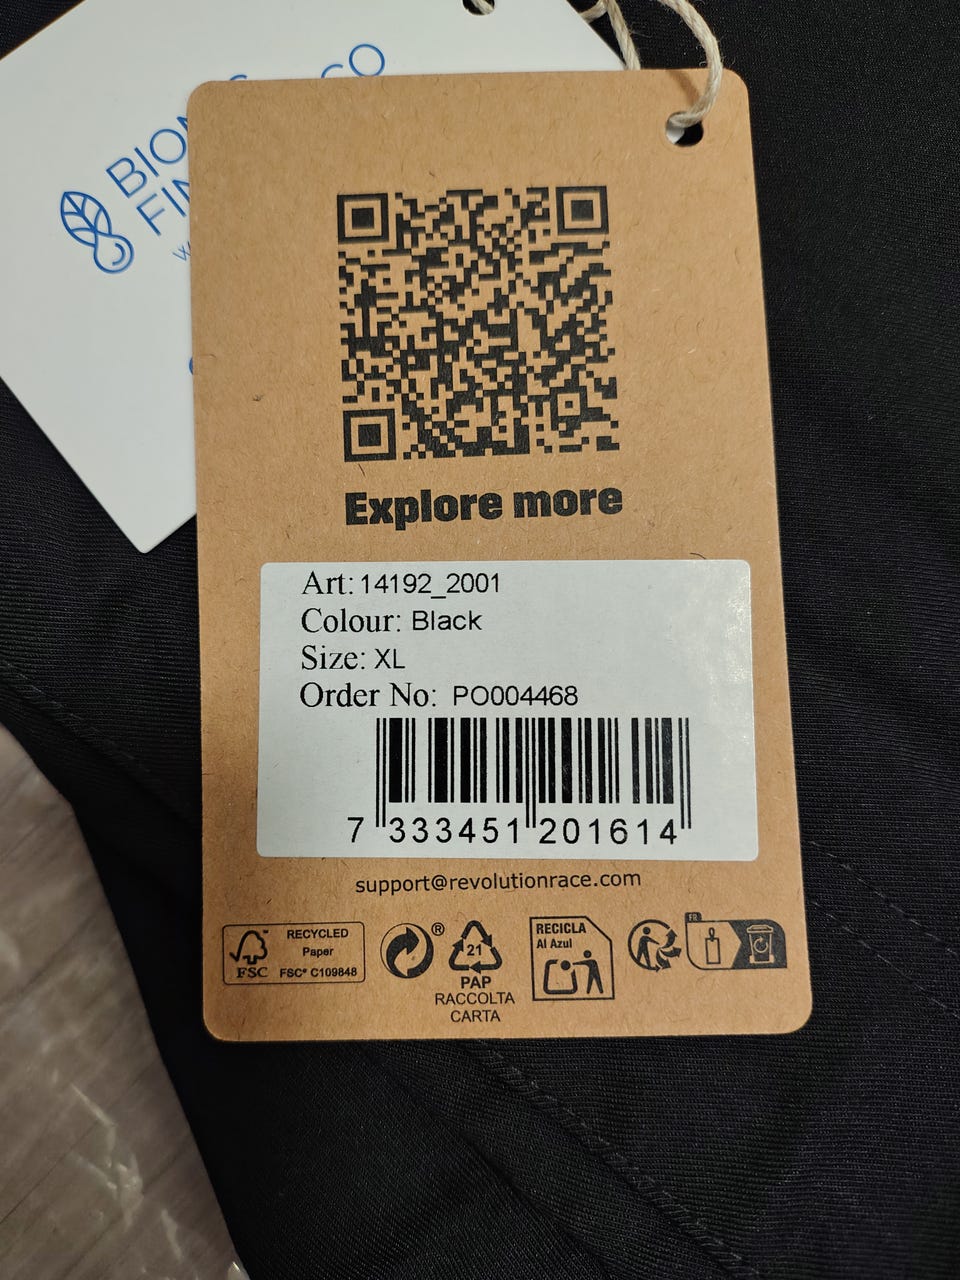 Explore more
Art: 14192_2001
Colour: Black
Size: XL
Order No: PO004468
7 333451 201614
support@revolutionrace.com
RECYCLED
Paper
FSC
FSC® C109848
®
21
PAP
RACCOLTA
CARTA
RECICLA
Al Azul
FR